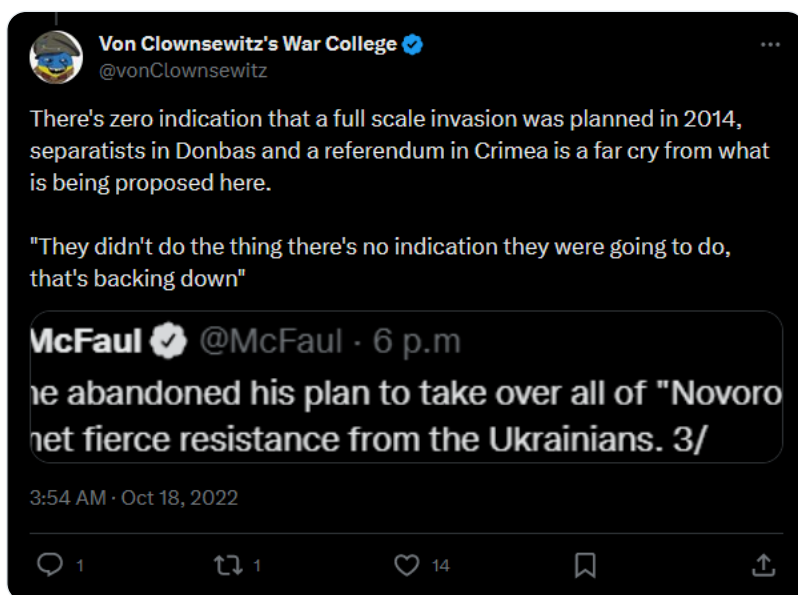 Von Clownsewitz's War College
@vonClownsewitz
There's zero indication that a full scale invasion was planned in 2014,
separatists in Donbas and a referendum in Crimea is a far cry from what
is being proposed here.
"They didn't do the thing there's no indication they were going to do,
that's backing down"
McFaul @McFaul · 6 p.m
he abandoned his plan to take over all of "Novoro
met fierce resistance from the Ukrainians. 3/
3:54 AM · Oct 18, 2022
1 1 14